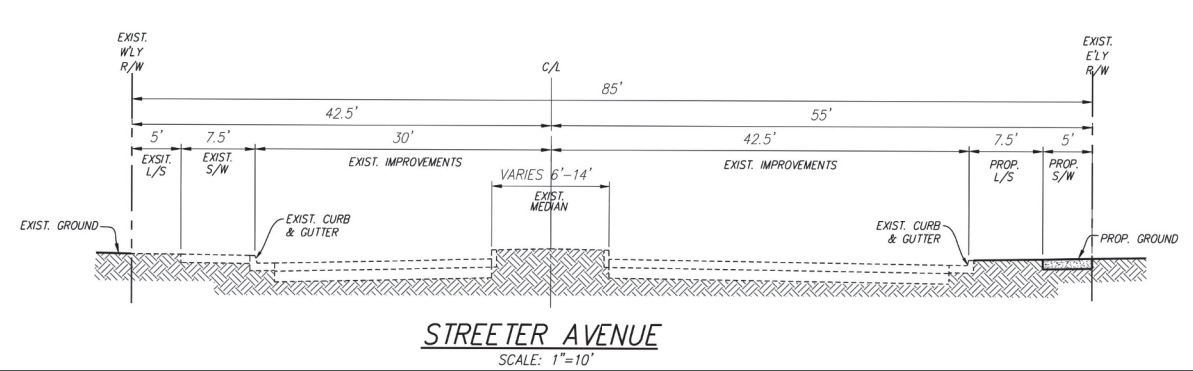 EXIST.
W'LY
R/W
C/L
EXIST.
E'LY
R/W
85'
42.5'
55'
5'
7.5'
30'
42.5'
7.5'
5'
EXSIT.
L/S
EXIST.
S/W
EXIST. IMPROVEMENTS
EXIST. IMPROVEMENTS
PROP.
L/S
PROP.
S/W
VARIES 6'-14'
EXIST.
MEDIAN
EXIST. GROUND
EXIST. CURB
& GUTTER
EXIST. CURB
& GUTTER
PROP. GROUND
STREETER AVENUE
SCALE: 1"=10'